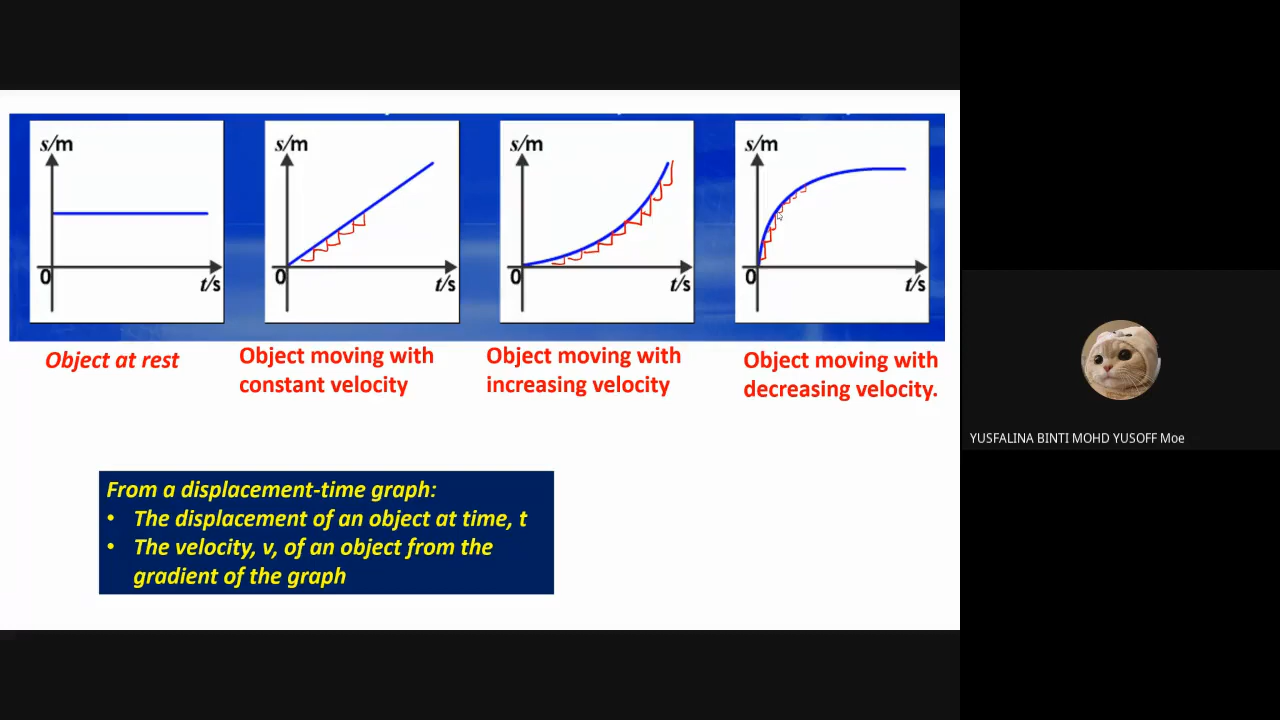 s/m
s/m
s/m
s/m
0
t/s
0
t/s
0
t/s
0
t/s
Object at rest
Object moving with
constant velocity
Object moving with
increasing velocity
Object moving with
decreasing velocity.
From a displacement-time graph:
• The displacement of an object at time, t
• The velocity, v, of an object from the
gradient of the graph
YUSFALINA BINTI MOHD YUSOFF Moe